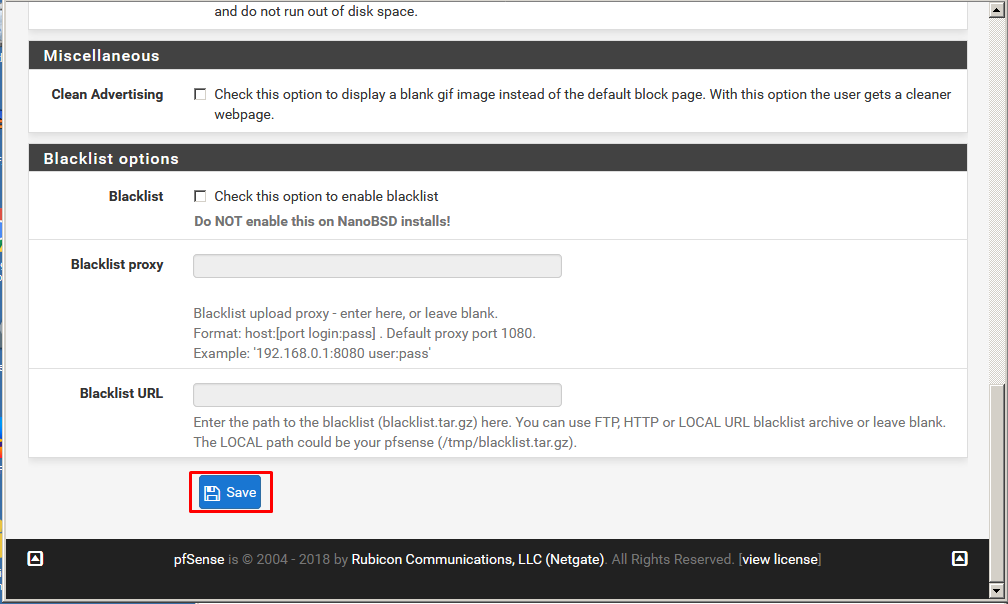 and do not run out of disk space.
Miscellaneous
Clean Advertising
Check this option to display a blank gif image instead of the default block page. With this option the user gets a cleaner
webpage.
Blacklist options
Blacklist
Check this option to enable blacklist
Do NOT enable this on NanoBSD installs!
Blacklist proxy
Blacklist upload proxy - enter here, or leave blank.
Format: host:[port login:pass] . Default proxy port 1080.
Example: '192.168.0.1:8080 user:pass'
Blacklist URL
Enter the path to the blacklist (blacklist.tar.gz) here. You can use FTP, HTTP or LOCAL URL blacklist archive or leave blank.
The LOCAL path could be your pfsense (/tmp/blacklist.tar.gz).
Save
pfSense is © 2004 - 2018 by Rubicon Communications, LLC (Netgate). All Rights Reserved. [view license]